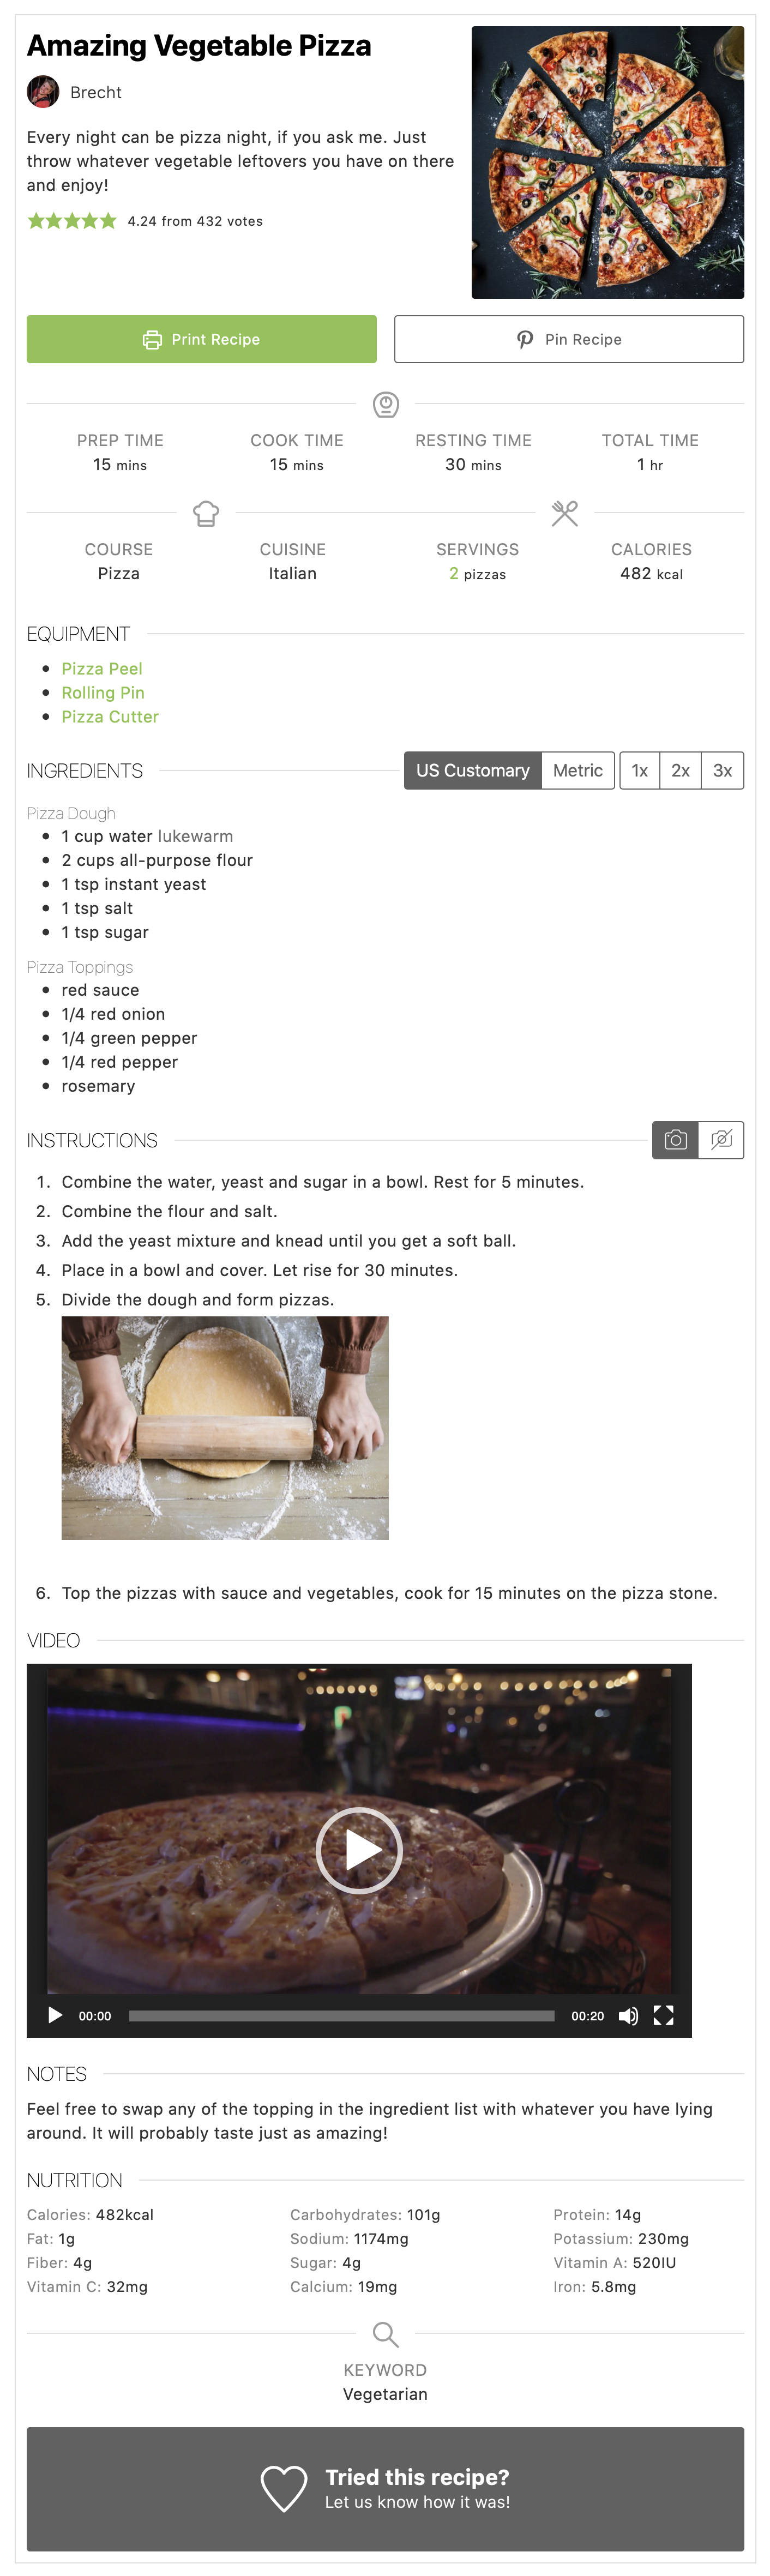 Amazing Vegetable Pizza
Brecht
Every night can be pizza night, if you ask me. Just
throw whatever vegetable leftovers you have on there
and enjoy!
4.24 from 432 votes
Print Recipe
Pin Recipe
PREP TIME
15 mins
COOK TIME
15 mins
RESTING TIME
30 mins
TOTAL TIME
1 hr
COURSE
Pizza
CUISINE
Italian
SERVINGS
2 pizzas
CALORIES
482 kcal
EQUIPMENT
Pizza Peel
Rolling Pin
Pizza Cutter
INGREDIENTS
US Customary
Metric
1x
2x
3x
Pizza Dough
1 cup water lukewarm
2 cups all-purpose flour
1 tsp instant yeast
1 tsp salt
1 tsp sugar
Pizza Toppings
red sauce
1/4 red onion
1/4 green pepper
1/4 red pepper
rosemary
INSTRUCTIONS
1. Combine the water, yeast and sugar in a bowl. Rest for 5 minutes.
2. Combine the flour and salt.
3. Add the yeast mixture and knead until you get a soft ball.
4. Place in a bowl and cover. Let rise for 30 minutes.
5. Divide the dough and form pizzas.
6. Top the pizzas with sauce and vegetables, cook for 15 minutes on the pizza stone.
VIDEO
00:00
00:20
NOTES
Feel free to swap any of the topping in the ingredient list with whatever you have lying
around. It will probably taste just as amazing!
NUTRITION
Calories: 482kcal
Carbohydrates: 101g
Protein: 14g
Fat: 1g
Sodium: 1174mg
Potassium: 230mg
Fiber: 4g
Sugar: 4g
Vitamin A: 520IU
Vitamin C: 32mg
Calcium: 19mg
Iron: 5.8mg
KEYWORD
Vegetarian
Tried this recipe?
Let us know how it was!